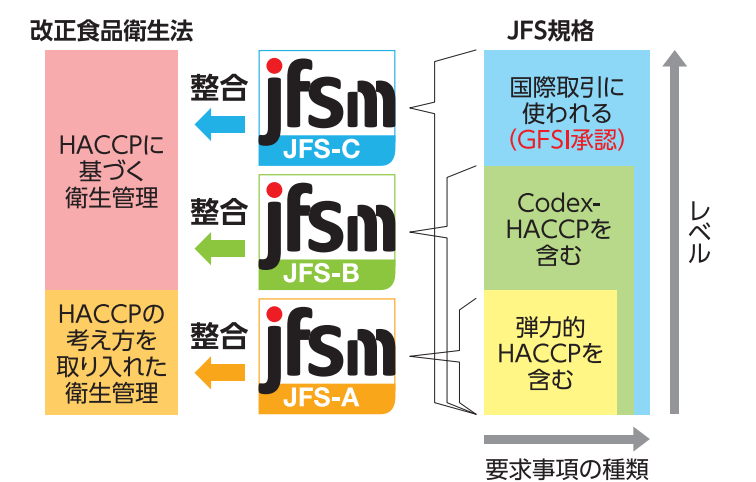 改正食品衛生法
HACCPに
基づく
衛生管理
HACCPの
考え方を
取り入れた
衛生管理
整合
jfsm
JFS-C
整合
jfsm
JFS-B
整合
jfsm
JFS-A
JFS規格
国際取引に
使われる
(GFSI承認)
Codex-
HACCPを
含む
弾力的
HACCPを
含む
レベル
要求事項の種類